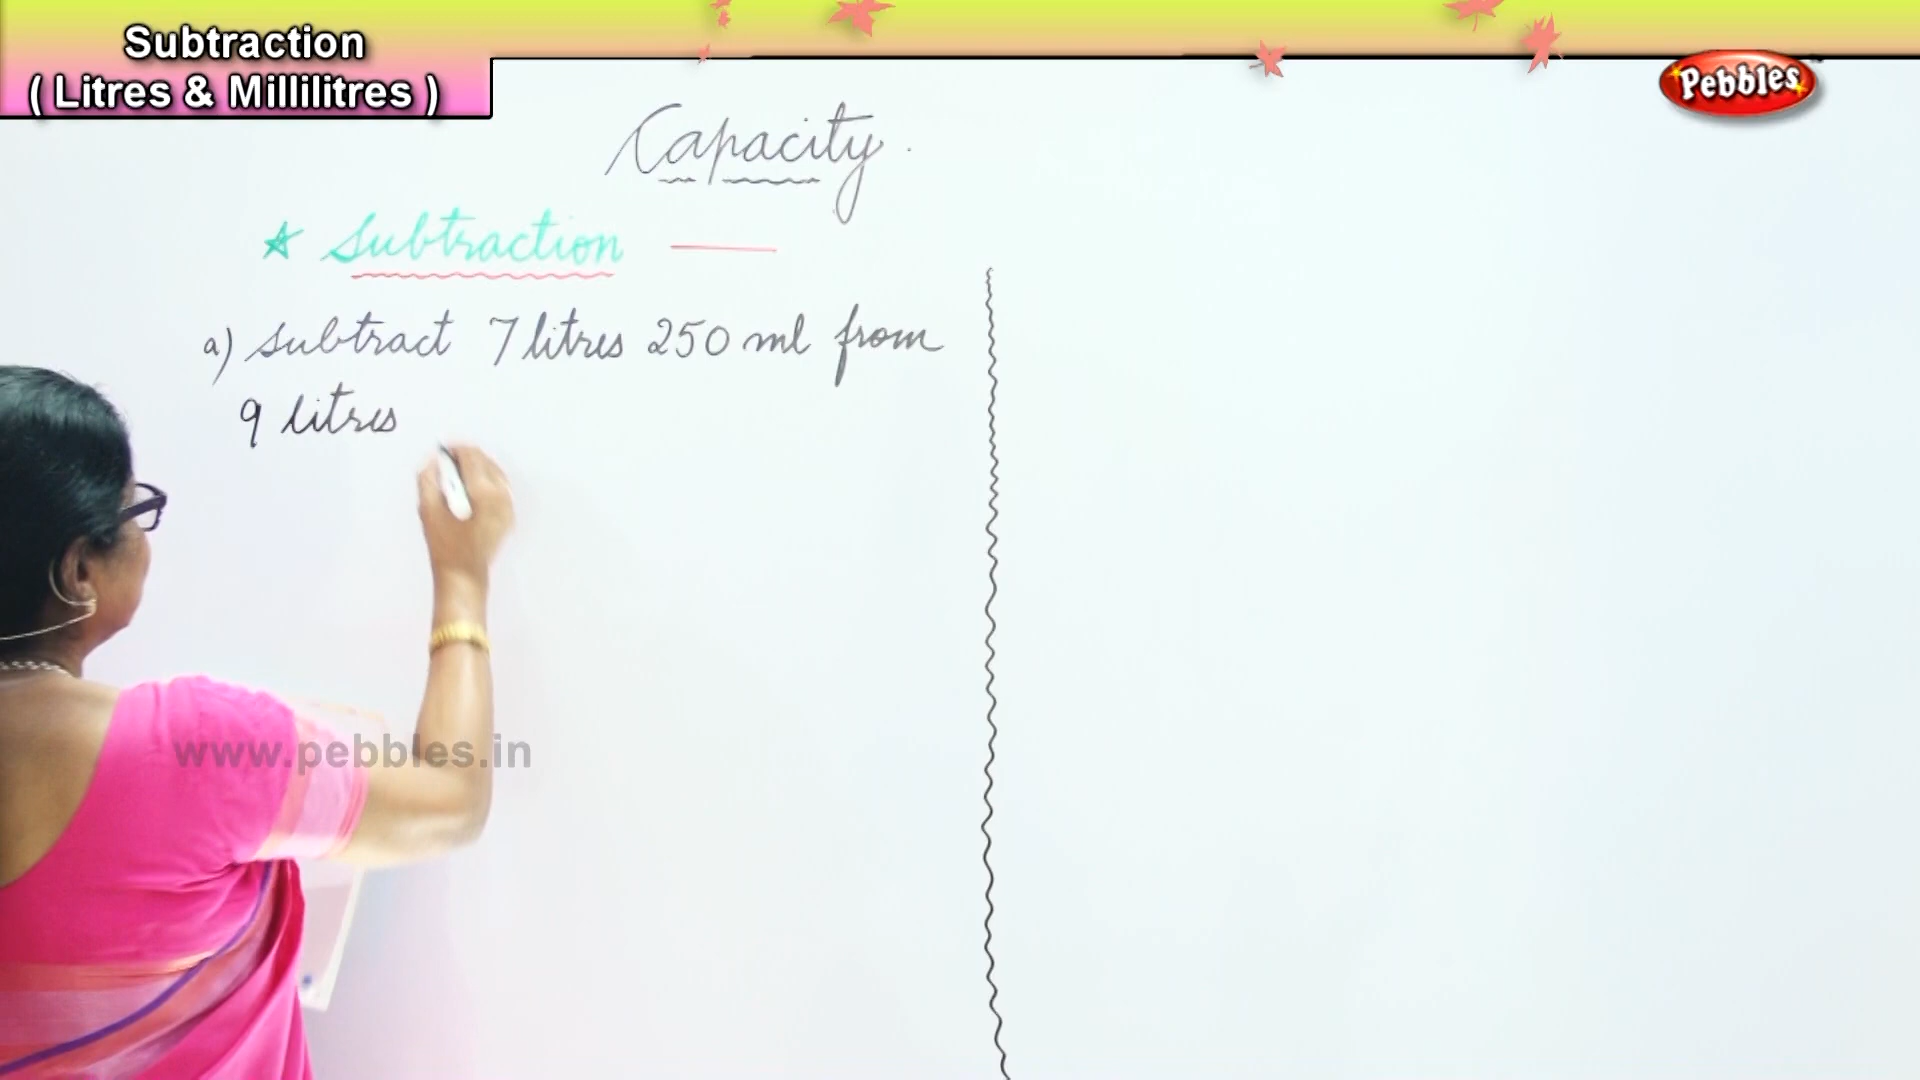 Subtraction
( Litres & Millilitres )
Pebbles
Capacity
Subtraction
a) subtract 7 litres 250 ml from
9 litres
www.pebbles.in